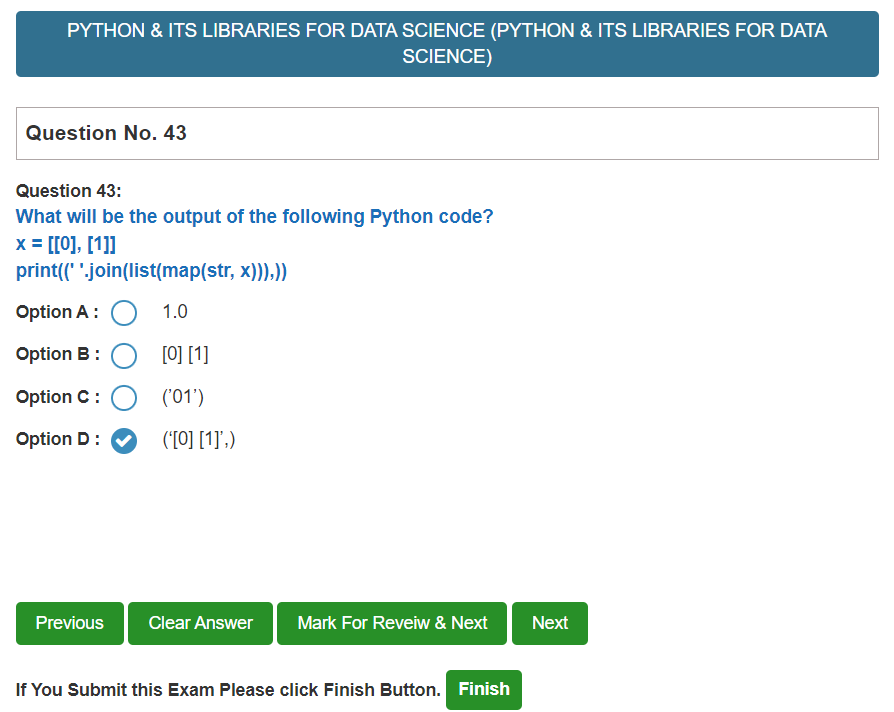 PYTHON & ITS LIBRARIES FOR DATA SCIENCE (PYTHON & ITS LIBRARIES FOR DATA
SCIENCE)
Question No. 43
Question 43:
What will be the output of the following Python code?
x = [[0], [1]]
print((' '.join(list(map(str, x))),))
Option A : 1.0
Option B : [0] [1]
Option C : (’01’)
Option D : (‘[0] [1]’,)
Previous Clear Answer Mark For Reveiw & Next Next
If You Submit this Exam Please click Finish Button. Finish